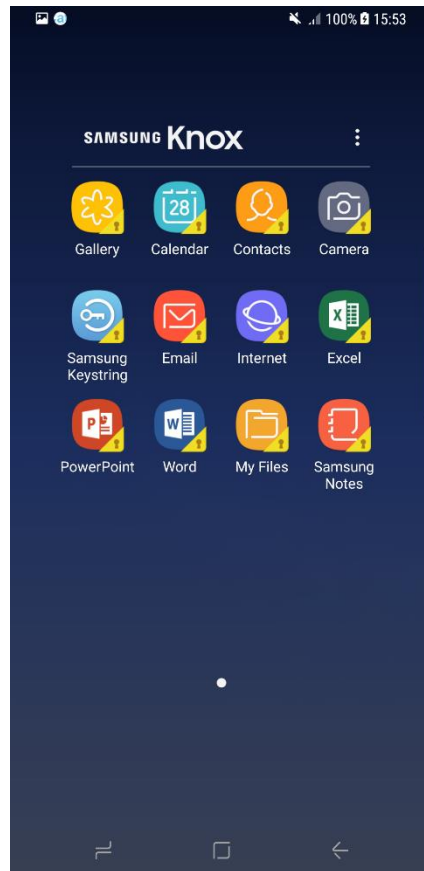 100% 15:53
SAMSUNG Knox
28
Gallery Calendar Contacts Camera
X
Samsung Email Internet Excel
Keystring
P W
PowerPoint Word My Files Samsung
Notes